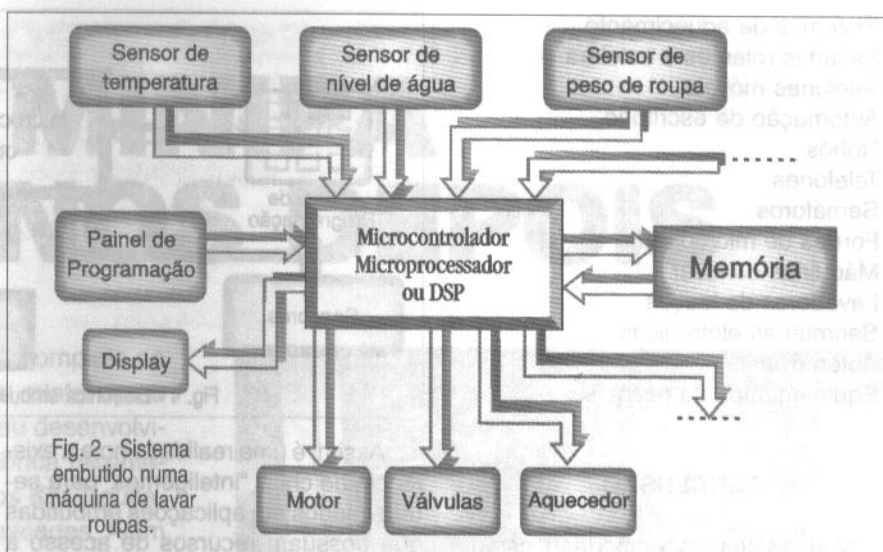 Sensor de
temperatura
Sensor de
nível de água
Sensor de
peso de roupa
Painel de
Programação
Microcontrolador
Microprocessador
ou DSP
Memória
Display
Fig. 2 - Sistema
embutido numa
máquina de lavar
roupas.
Motor
Válvulas
Aquecedor